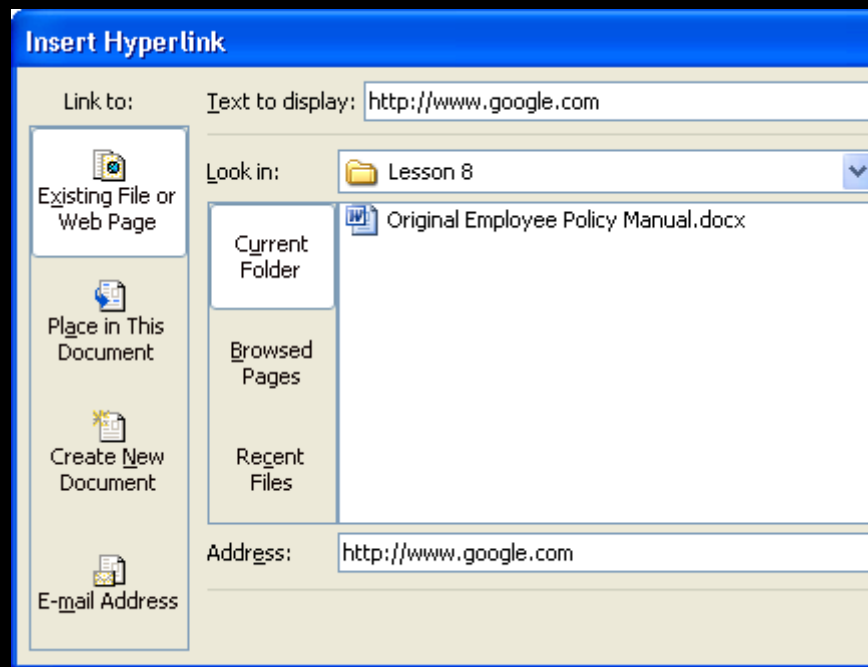 Insert Hyperlink
Link to:
Text to display: http://www.google.com
Existing File or
Web Page
Look in: Lesson 8
Current
Folder
Original Employee Policy Manual.docx
Place in This
Document
Browsed
Pages
Create New
Document
Recent
Files
Address: http://www.google.com
E-mail Address